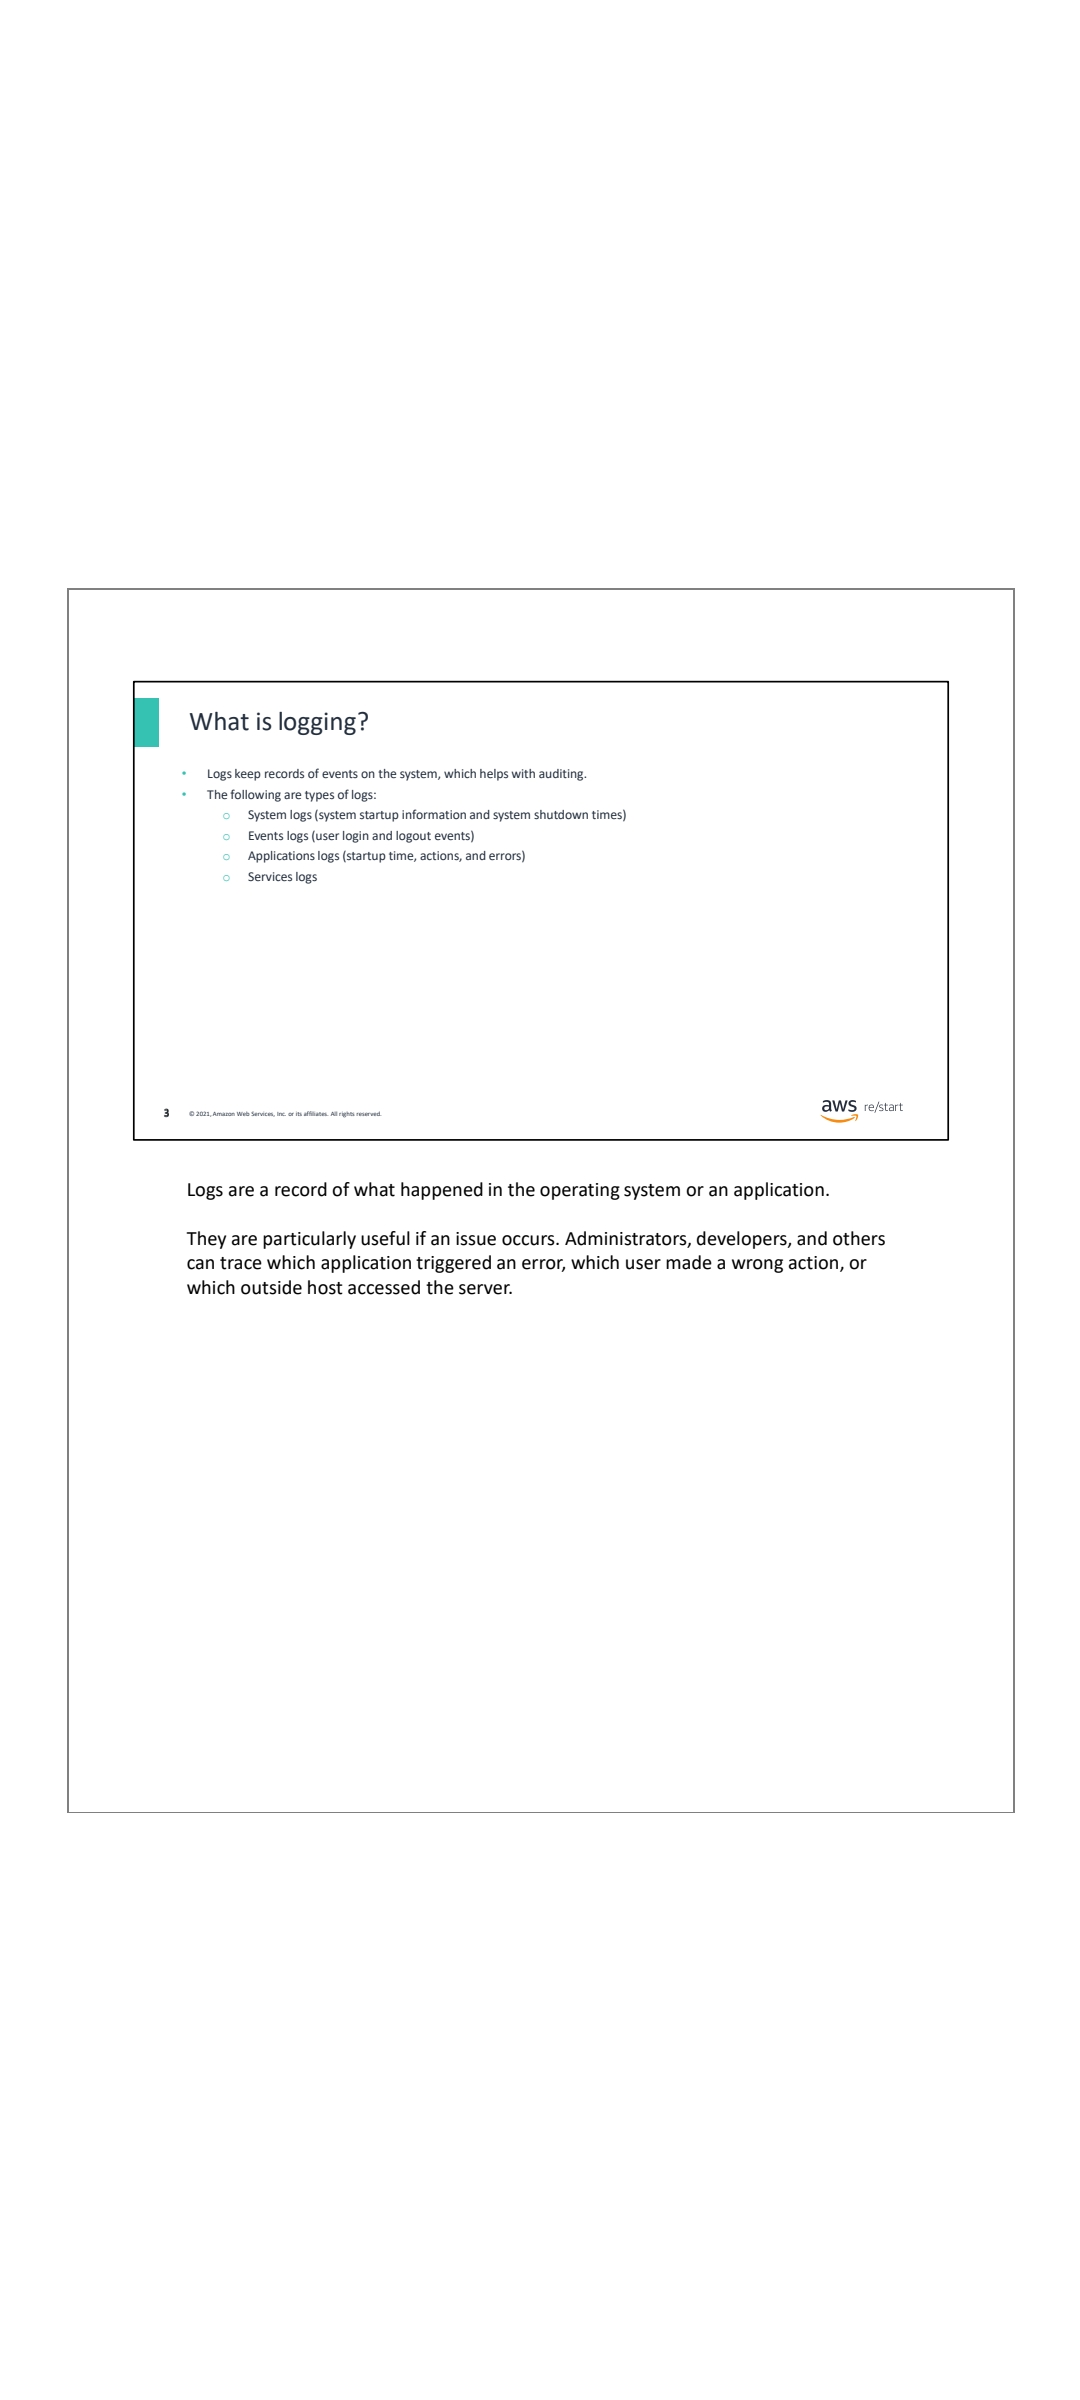 What is logging?
• Logs keep records of events on the system, which helps with auditing.
• The following are types of logs:
o System logs (system startup information and system shutdown times)
o Events logs (user login and logout events)
o Applications logs (startup time, actions, and errors)
o Services logs
3 © 2021, Amazon Web Services, Inc. or its affiliates. All rights reserved.
aws re/start
Logs are a record of what happened in the operating system or an application.
They are particularly useful if an issue occurs. Administrators, developers, and others
can trace which application triggered an error, which user made a wrong action, or
which outside host accessed the server.